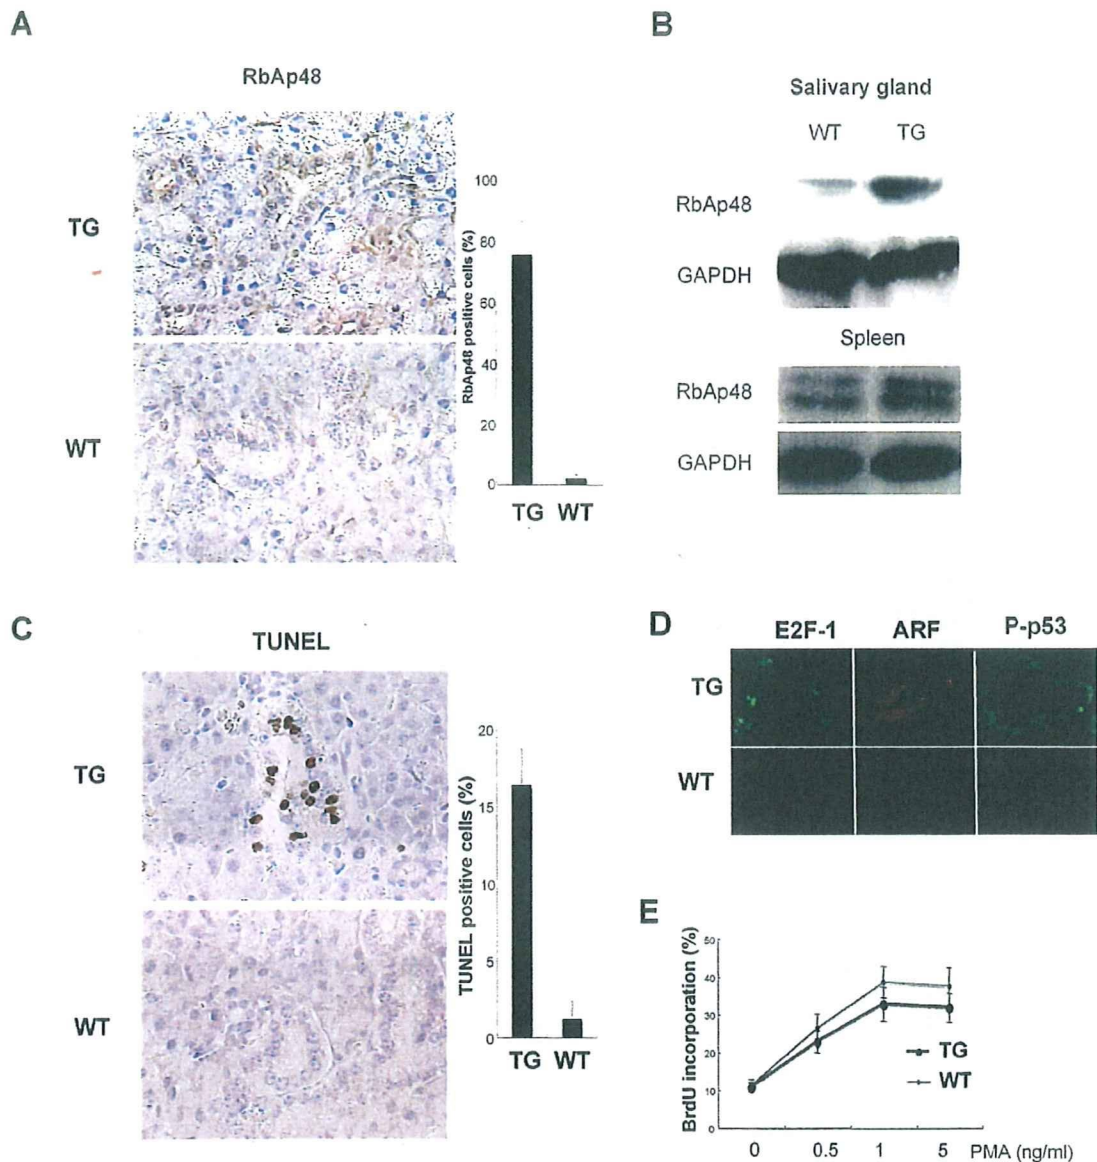 A
RbAp48
TG
WT
RbAp48 positive cells (%)
100
80
60
40
20
0
TG WT
B
Salivary gland
WT TG
RbAp48
GAPDH
Spleen
RbAp48
GAPDH
C
TUNEL
TG
WT
TUNEL positive cells (%)
20
15
10
5
0
TG WT
D
E2F-1 ARF P-p53
TG
WT
E
BrdU incorporation (%)
50
40
30
20
10
0
TG
WT
0 0.5 1 5 PMA (ng/ml)